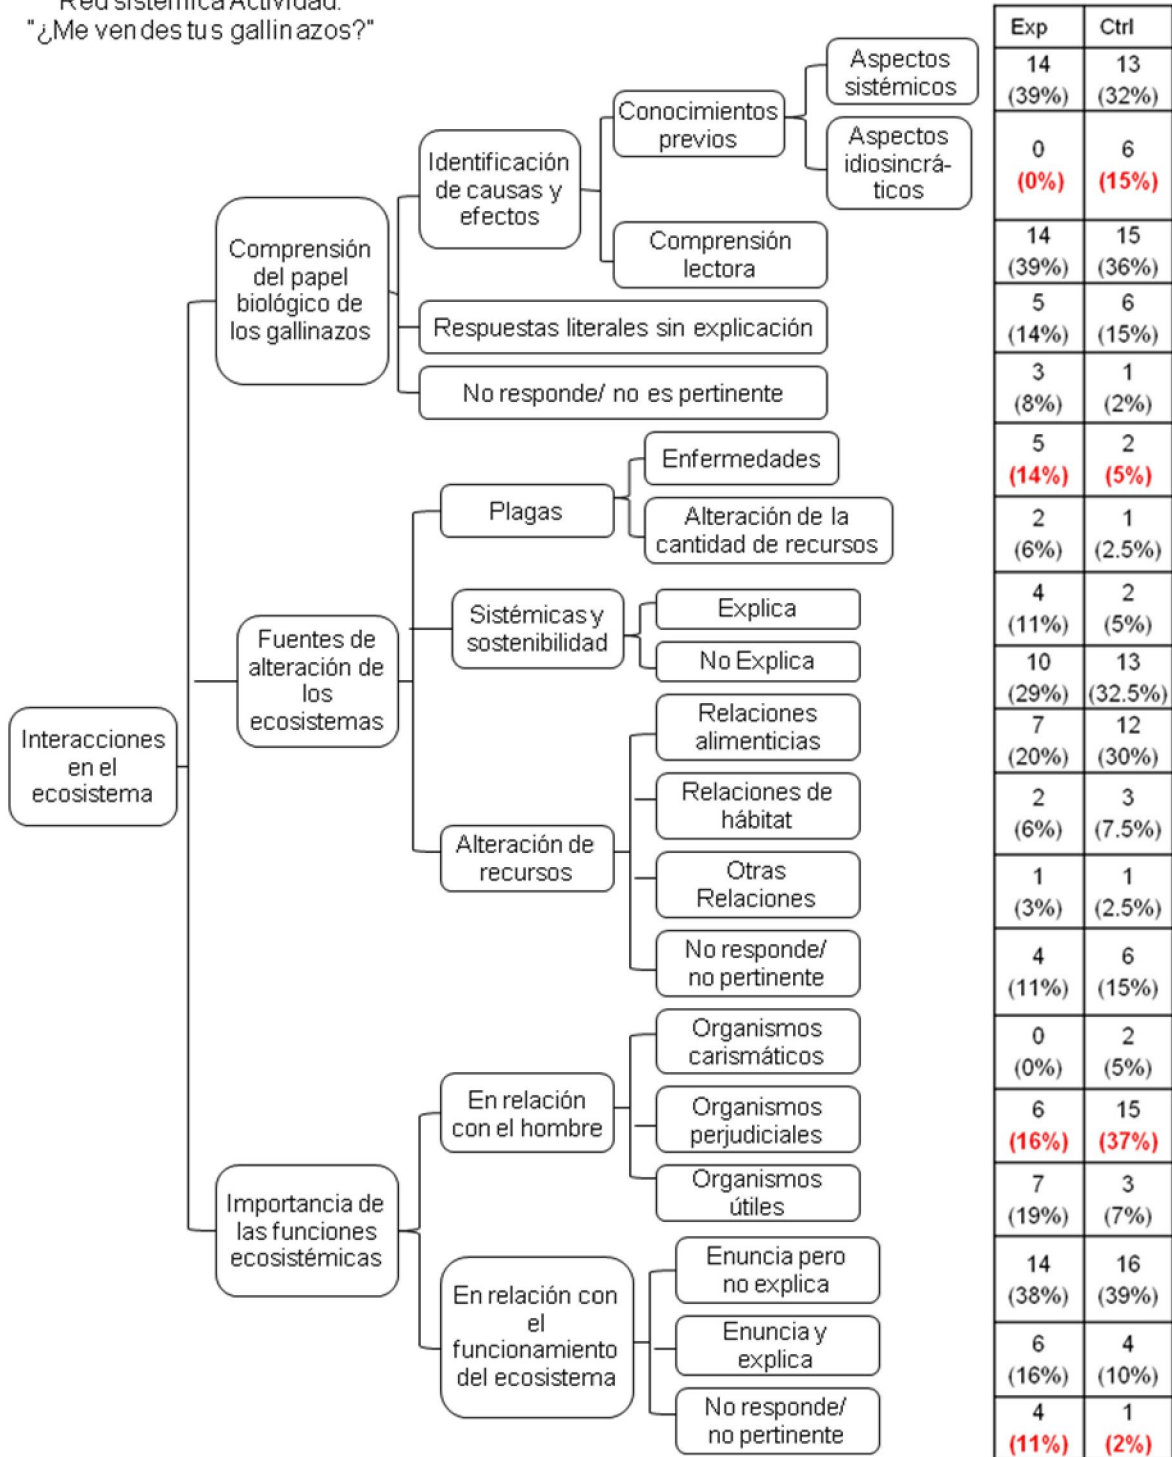 Red sistémica Actividad:
"¿Me vendes tus gallinazos?"
Exp Ctrl
Aspectos
sistémicos
14 13
(39%) (32%)
Conocimientos
previos
Aspectos
idiosincrá-
ticos
0 6
(0%) (15%)
Identificación
de causas y
efectos
Comprensión
lectora
14 15
(39%) (36%)
Comprensión
del papel
biológico de
los gallinazos
Respuestas literales sin explicación
5 6
(14%) (15%)
No responde/ no es pertinente
3 1
(8%) (2%)
Enfermedades
5 2
(14%) (5%)
Plagas
Alteración de la
cantidad de recursos
2 1
(6%) (2.5%)
Sistémicas y
sostenibilidad
Explica
4 2
(11%) (5%)
No Explica
10 13
(29%) (32.5%)
Fuentes de
alteración de
los
ecosistemas
Relaciones
alimenticias
7 12
(20%) (30%)
Interacciones
en el
ecosistema
Relaciones de
hábitat
2 3
(6%) (7.5%)
Alteración de
recursos
Otras
Relaciones
1 1
(3%) (2.5%)
No responde/
no pertinente
4 6
(11%) (15%)
Organismos
carismáticos
0 2
(0%) (5%)
En relación
con el hombre
Organismos
perjudiciales
6 15
(16%) (37%)
Organismos
útiles
7 3
(19%) (7%)
Importancia de
las funciones
ecosistémicas
Enuncia pero
no explica
14 16
(38%) (39%)
En relación con
el
funcionamiento
del ecosistema
Enuncia y
explica
6 4
(16%) (10%)
No responde/
no pertinente
4 1
(11%) (2%)